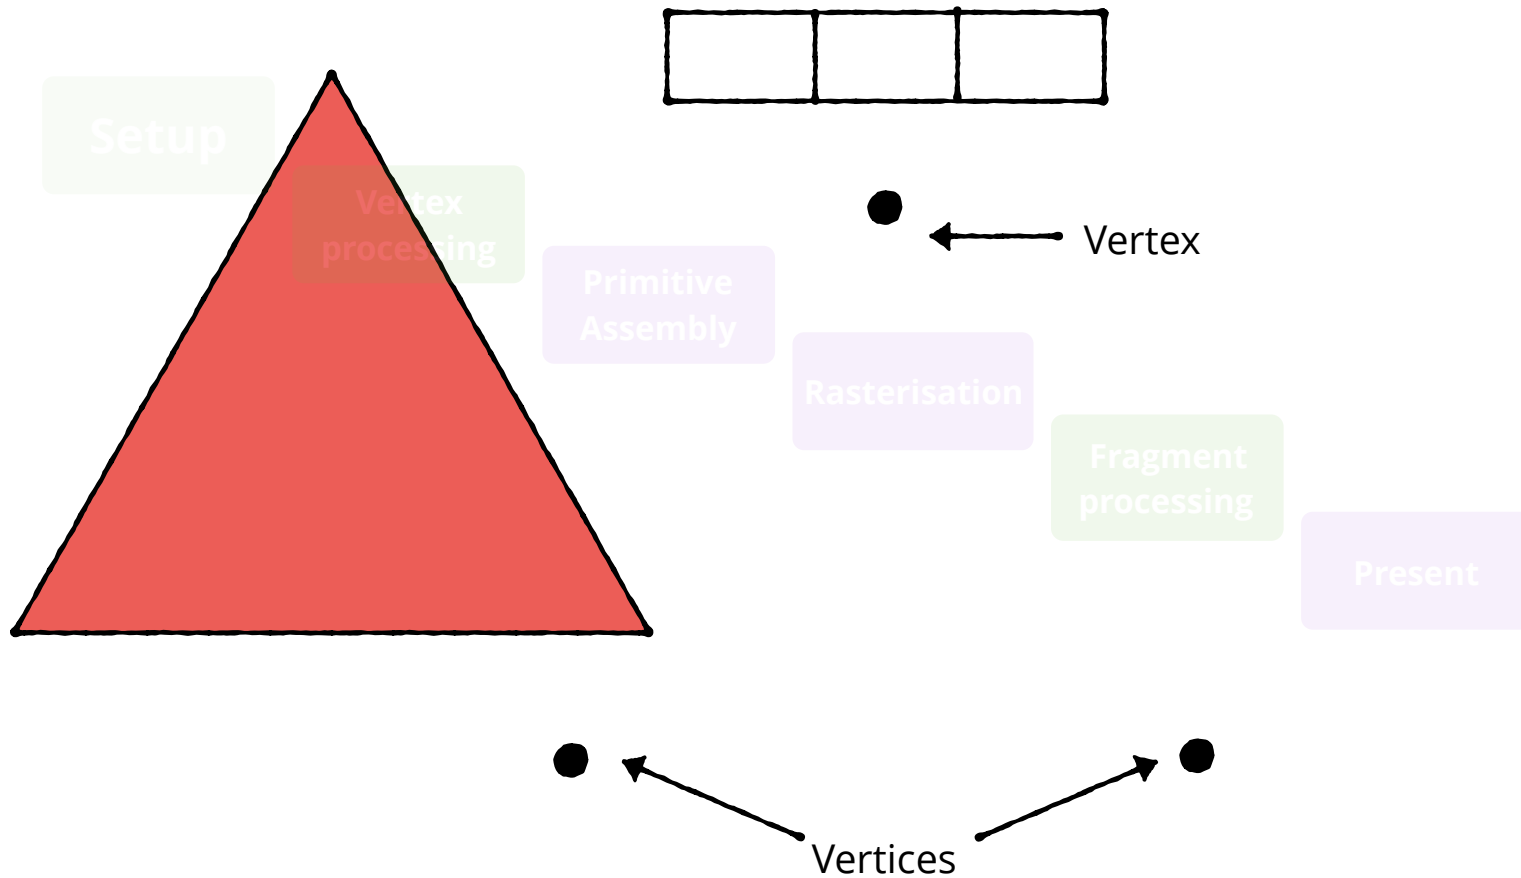 Setup
Vertex
processing
Vertex
Primitive
Assembly
Rasterisation
Fragment
processing
Present
Vertices